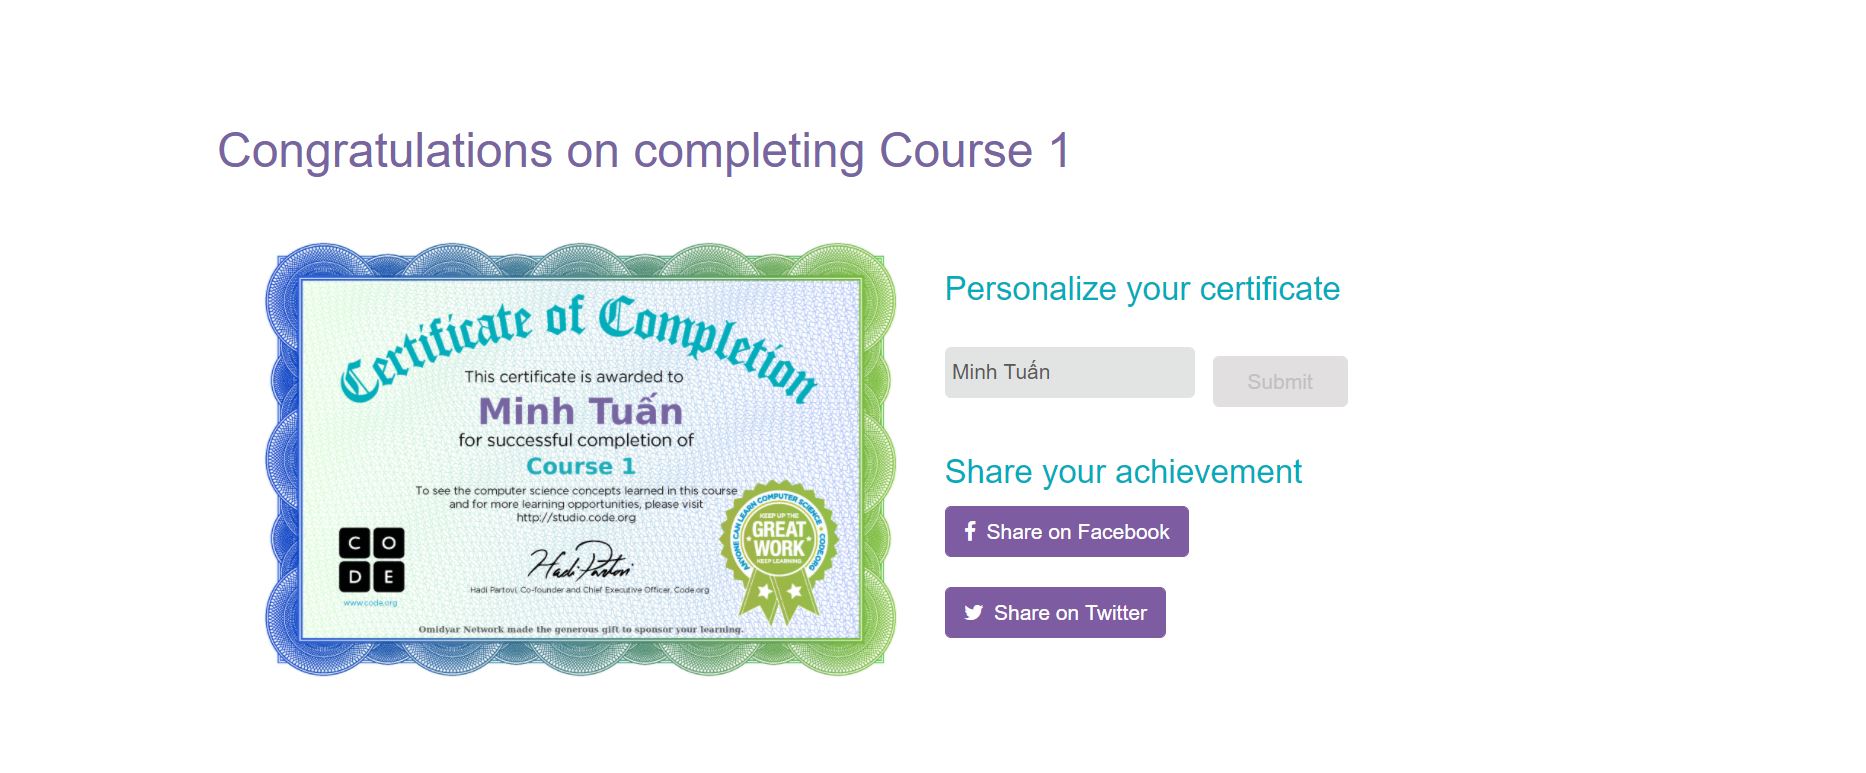 Congratulations on completing Course 1
Certificate of Completion
This certificate is awarded to
Minh Tuấn
for successful completion of
Course 1
To see the computer science concepts learned in this course
and for more learning opportunities, please visit
http://studio.code.org
C O
D E
www.code.org
Hadi Partovi
Hadi Partovi, Co-founder and Chief Executive Officer, Code.org
ANYONE CAN LEARN COMPUTER SCIENCE • CODE.ORG
KEEP UP THE
GREAT
WORK
KEEP LEARNING
Omidyar Network made the generous gift to sponsor your learning.
Personalize your certificate
Minh Tuấn
Submit
Share your achievement
Share on Facebook
Share on Twitter